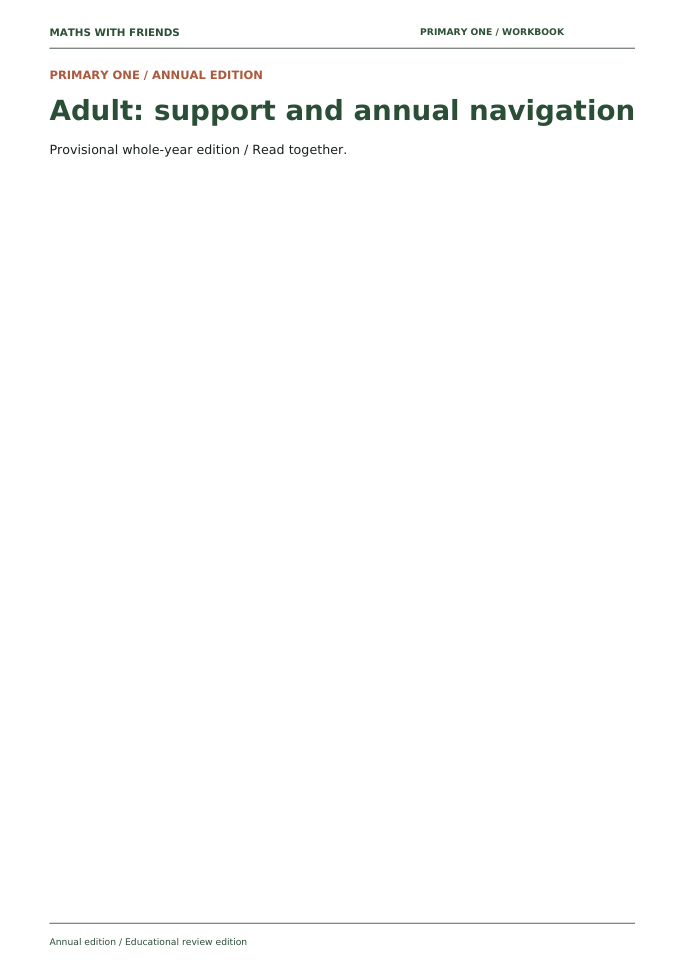 MATHS WITH FRIENDS
PRIMARY ONE / WORKBOOK
PRIMARY ONE / ANNUAL EDITION
Adult: support and annual navigation
Provisional whole-year edition / Read together.
Annual edition / Educational review edition